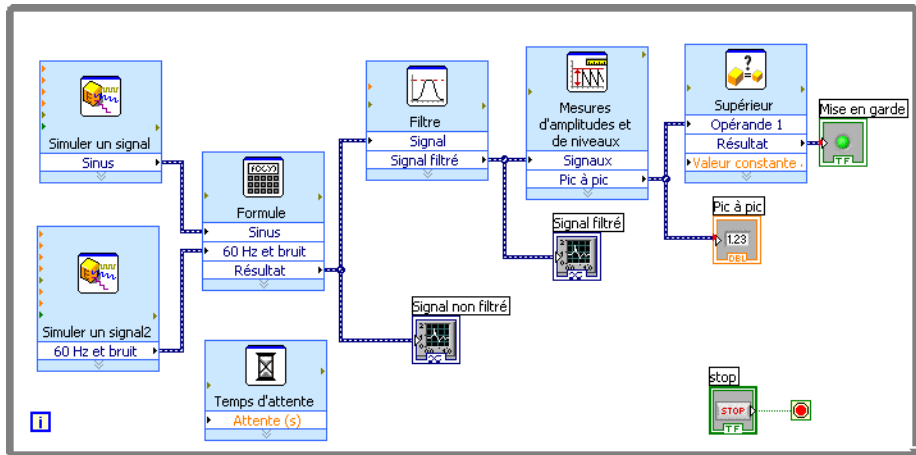 Simuler un signal
Sinus
Simuler un signal2
60 Hz et bruit
f(X,Y)
Formule
Sinus
60 Hz et bruit
Résultat
Temps d'attente
Attente (s)
Filtre
Signal
Signal filtré
Signal non filtré
Mesures
d'amplitudes et
de niveaux
Signaux
Pic à pic
Signal filtré
?
Supérieur
Opérande 1
Résultat
Valeur constante
Mise en garde
TF
Pic à pic
1.23
DBL
stop
STOP
TF
i